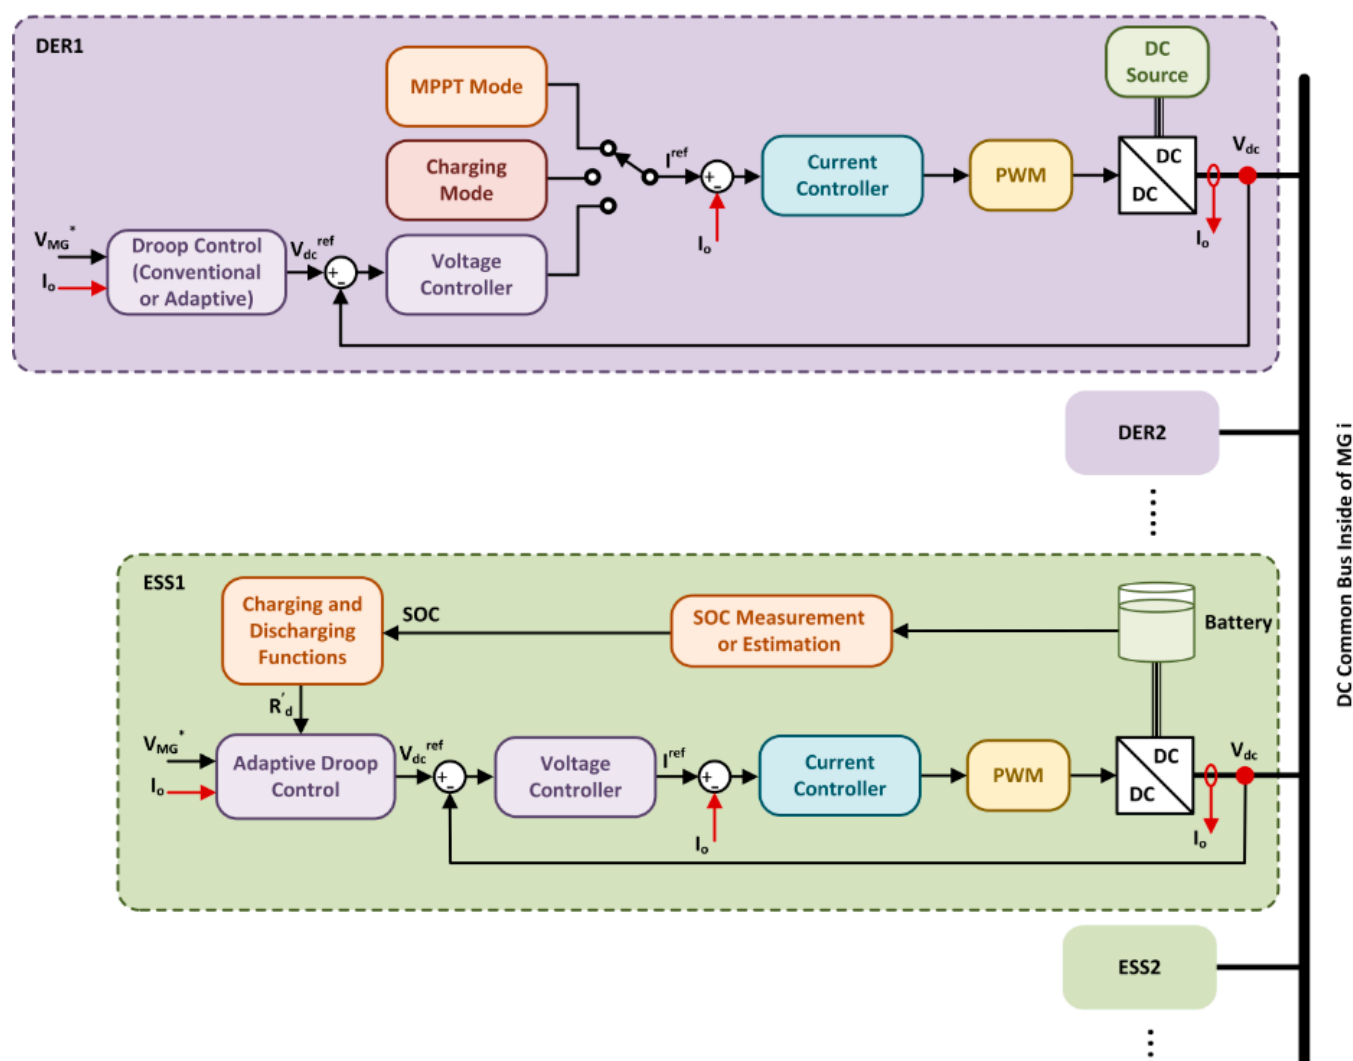 DER1
DC
Source
MPPT Mode
Charging
Mode
Current
Controller
PWM
DC
DC
V_dc
I^ref
+
-
I_o
I_o
V_MG^*
I_o
Droop Control
(Conventional
or Adaptive)
V_dc^ref
+
-
Voltage
Controller
DER2
DC Common Bus Inside of MG i
ESS1
Charging and
Discharging
Functions
SOC
SOC Measurement
or Estimation
Battery
R'_d
V_MG^*
I_o
Adaptive Droop
Control
V_dc^ref
+
-
Voltage
Controller
I^ref
+
-
I_o
Current
Controller
PWM
DC
DC
V_dc
I_o
ESS2